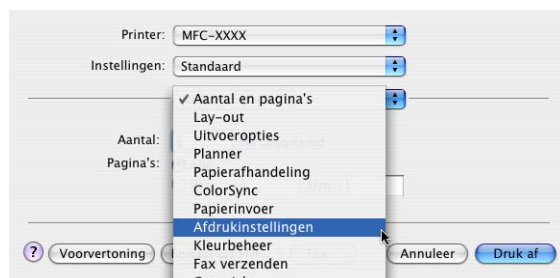 Printer: MFC-XXXX
Instellingen: Standaard
✓ Aantal en pagina's
Lay-out
Uitvoeropties
Aantal:
Planner
Pagina's:
Papierafhandeling
ColorSync
Papierinvoer
Afdrukinstellingen
Kleurbeheer
? Voorvertoning Annuleer Druk af
Fax verzenden